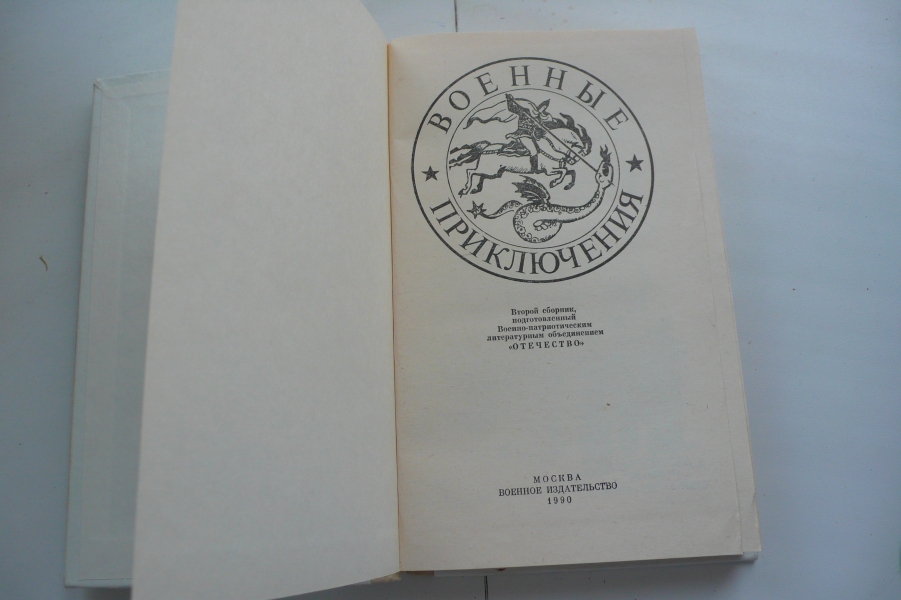 ВОЕННЫЕ
ПРИКЛЮЧЕНИЯ
Второй сборник,
подготовленный
Военно-патриотическим
литературным объединением
«ОТЕЧЕСТВО»
МОСКВА
ВОЕННОЕ ИЗДАТЕЛЬСТВО
1990